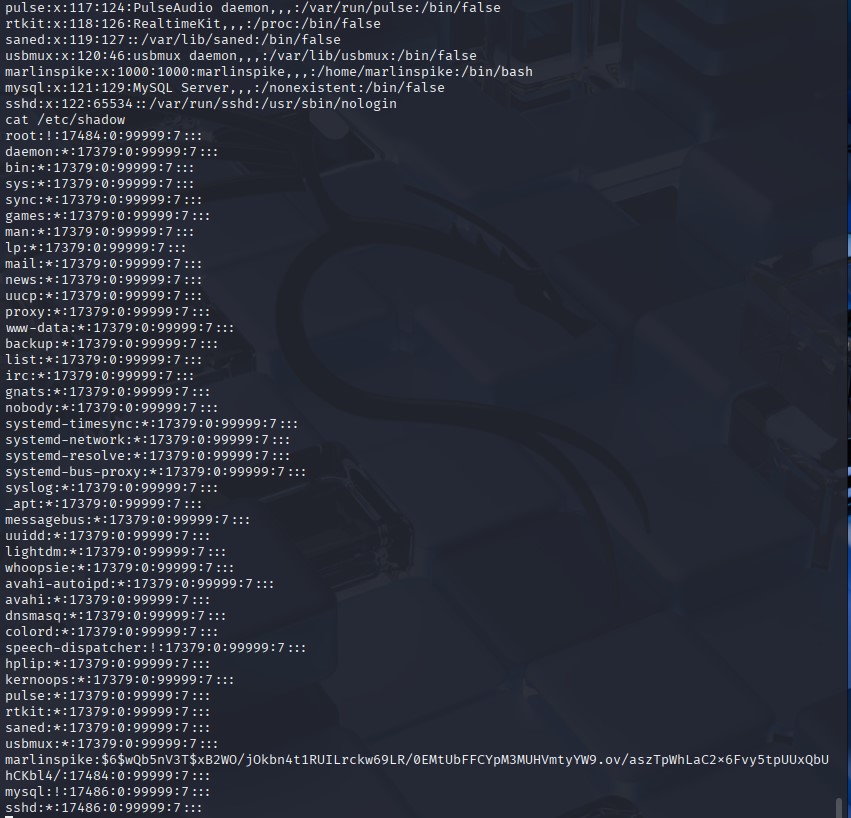 pulse:x:117:124:PulseAudio daemon,,,:/var/run/pulse:/bin/false
rtkit:x:118:126:RealtimeKit,,,:/proc:/bin/false
saned:x:119:127::/var/lib/saned:/bin/false
usbmux:x:120:46:usbmux daemon,,,:/var/lib/usbmux:/bin/false
marlinspike:x:1000:1000:marlinspike,,,:/home/marlinspike:/bin/bash
mysql:x:121:129:MySQL Server,,,:/nonexistent:/bin/false
sshd:x:122:65534::/var/run/sshd:/usr/sbin/nologin
cat /etc/shadow
root:!:17484:0:99999:7:::
daemon:*:17379:0:99999:7:::
bin:*:17379:0:99999:7:::
sys:*:17379:0:99999:7:::
sync:*:17379:0:99999:7:::
games:*:17379:0:99999:7:::
man:*:17379:0:99999:7:::
lp:*:17379:0:99999:7:::
mail:*:17379:0:99999:7:::
news:*:17379:0:99999:7:::
uucp:*:17379:0:99999:7:::
proxy:*:17379:0:99999:7:::
www-data:*:17379:0:99999:7:::
backup:*:17379:0:99999:7:::
list:*:17379:0:99999:7:::
irc:*:17379:0:99999:7:::
gnats:*:17379:0:99999:7:::
nobody:*:17379:0:99999:7:::
systemd-timesync:*:17379:0:99999:7:::
systemd-network:*:17379:0:99999:7:::
systemd-resolve:*:17379:0:99999:7:::
systemd-bus-proxy:*:17379:0:99999:7:::
syslog:*:17379:0:99999:7:::
_apt:*:17379:0:99999:7:::
messagebus:*:17379:0:99999:7:::
uuidd:*:17379:0:99999:7:::
lightdm:*:17379:0:99999:7:::
whoopsie:*:17379:0:99999:7:::
avahi-autoipd:*:17379:0:99999:7:::
avahi:*:17379:0:99999:7:::
dnsmasq:*:17379:0:99999:7:::
colord:*:17379:0:99999:7:::
speech-dispatcher:!:17379:0:99999:7:::
hplip:*:17379:0:99999:7:::
kernoops:*:17379:0:99999:7:::
pulse:*:17379:0:99999:7:::
rtkit:*:17379:0:99999:7:::
saned:*:17379:0:99999:7:::
usbmux:*:17379:0:99999:7:::
marlinspike:$6$wQb5nV3T$xB2WO/jOkbn4t1RUILrckw69LR/0EMtUbFFCYpM3MUHVmtyYW9.ov/aszTpWhLaC2x6Fvy5tpUUxQbU
hCKbl4/:17484:0:99999:7:::
mysql:!:17486:0:99999:7:::
sshd:*:17486:0:99999:7:::